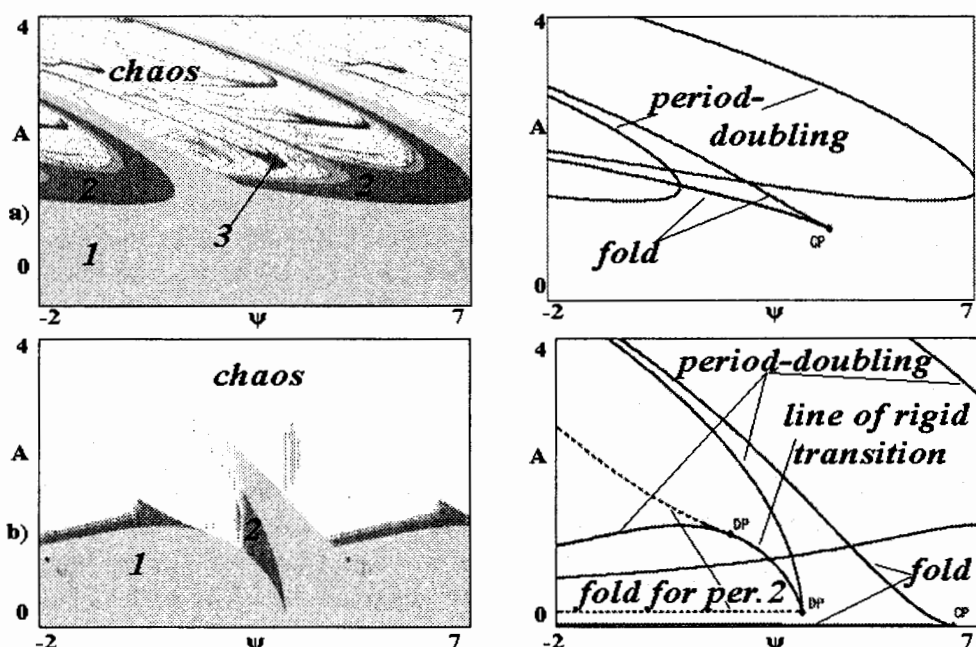 4
chaos
A
2
2
a)
3
1
0
-2
ψ
7
4
period-
doubling
A
fold
CP
0
-2
ψ
7
4
chaos
A
b)
2
1
0
-2
ψ
7
4
period-doubling
line of rigid
transition
A
DP
fold
fold for per. 2
0
DP
CP
-2
ψ
7